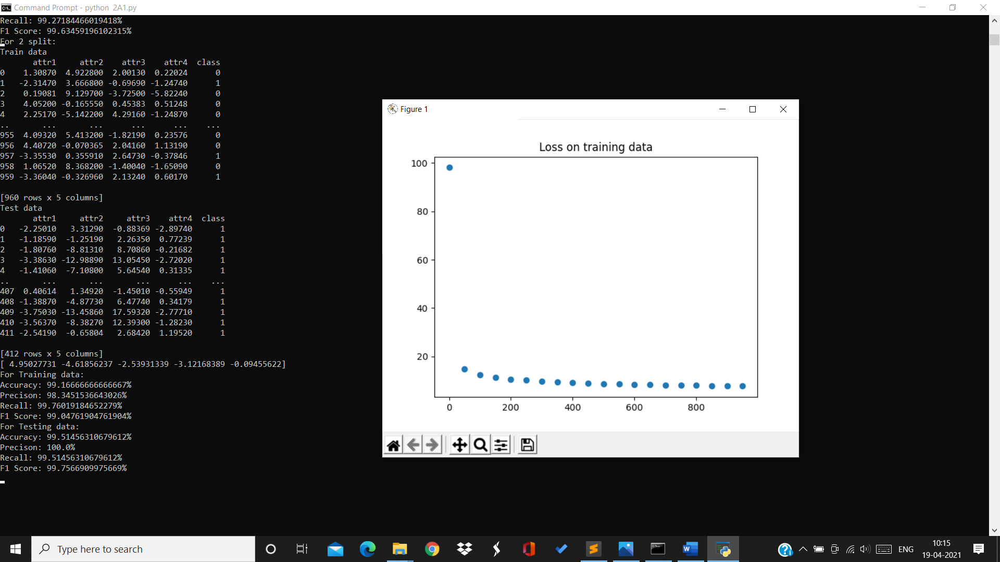 Command Prompt - python  2A1.py
Recall: 99.27184466019418%
F1 Score: 99.63459196102315%
For 2 split:
Train data
       attr1     attr2    attr3    attr4  class
0    1.30870  4.922800  2.00130  0.22024      0
1   -2.31470  3.666800 -0.69690 -1.24740      1
2    0.19081  9.129700 -3.72500 -5.82240      0
3    4.05200 -0.165550  0.45383  0.51248      0
4    2.25170 -5.142200  4.29160 -1.24870      0
..       ...       ...      ...      ...    ...
955  4.09320  5.413200 -1.82190  0.23576      0
956  4.40720 -0.070365  2.04160  1.13190      0
957 -3.35530  0.355910  2.64730 -0.37846      1
958  1.06520  8.368200 -1.40040 -1.65090      0
959 -3.36040 -0.326960  2.13240  0.60170      1
[960 rows x 5 columns]
Test data
       attr1     attr2     attr3    attr4  class
0   -2.25010   3.31290  -0.88369 -2.89740      1
1   -1.18590  -1.25190   2.26350  0.77239      1
2   -1.80760  -8.81310   8.70860 -0.21682      1
3   -3.38630 -12.98890  13.05450 -2.72020      1
4   -1.41060  -7.10800   5.64540  0.31335      1
..       ...       ...       ...      ...    ...
407  0.40614   1.34920  -1.45010 -0.55949      1
408 -1.38870  -4.87730   6.47740  0.34179      1
409 -3.75030 -13.45860  17.59320 -2.77710      1
410 -3.56370  -8.38270  12.39300 -1.28230      1
411 -2.54190  -0.65804   2.68420  1.19520      1
[412 rows x 5 columns]
[ 4.95027731 -4.61856237 -2.53931339 -3.12168389 -0.09455622]
For Training data:
Accuracy: 99.16666666666667%
Precison: 98.3451536643026%
Recall: 99.76019184652279%
F1 Score: 99.04761904761904%
For Testing data:
Accuracy: 99.51456310679612%
Precison: 100.0%
Recall: 99.51456310679612%
F1 Score: 99.7566909975669%
Figure 1
Loss on training data
100
80
60
40
20
0 200 400 600 800
Type here to search
ENG
10:15
19-04-2021